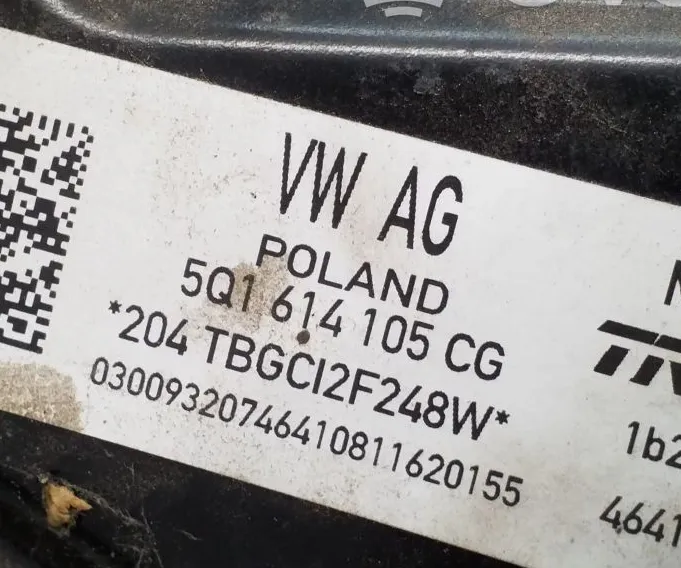 VW AG
POLAND
5Q1 614 105 CG
*204 TBGCI2F248W*
03009320746410811620155
1b2
4641